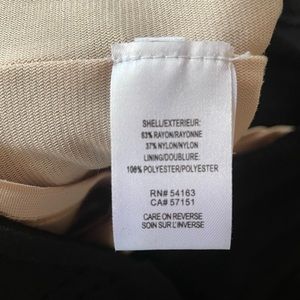 SHELL/EXTERIEUR:
63% RAYON/RAYONNE
37% NYLON/NYLON
LINING/DOUBLURE:
100% POLYESTER/POLYESTER
RN# 54163
CA# 57151
CARE ON REVERSE
SOIN SUR L'INVERSE